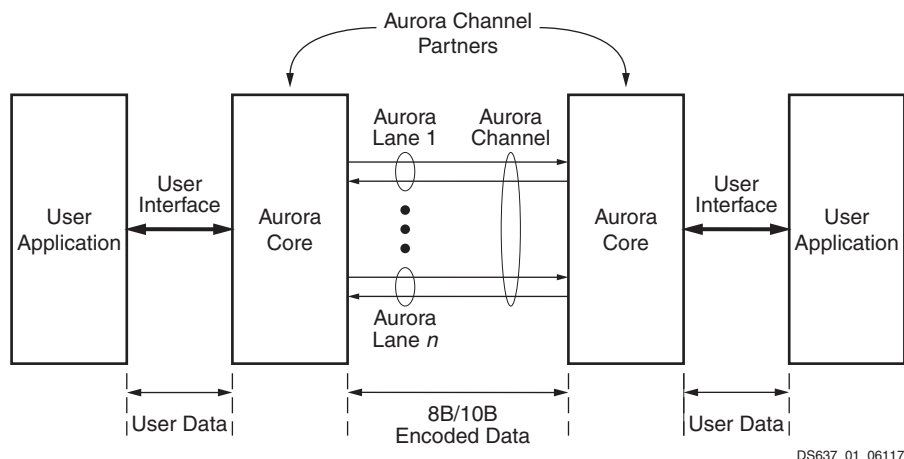 Aurora Channel
Partners
Aurora
Lane 1
Aurora
Channel
User
Interface
User
Interface
User
Application
Aurora
Core
Aurora
Core
User
Application
Aurora
Lane n
User Data
8B/10B
Encoded Data
User Data
DS637_01_06117